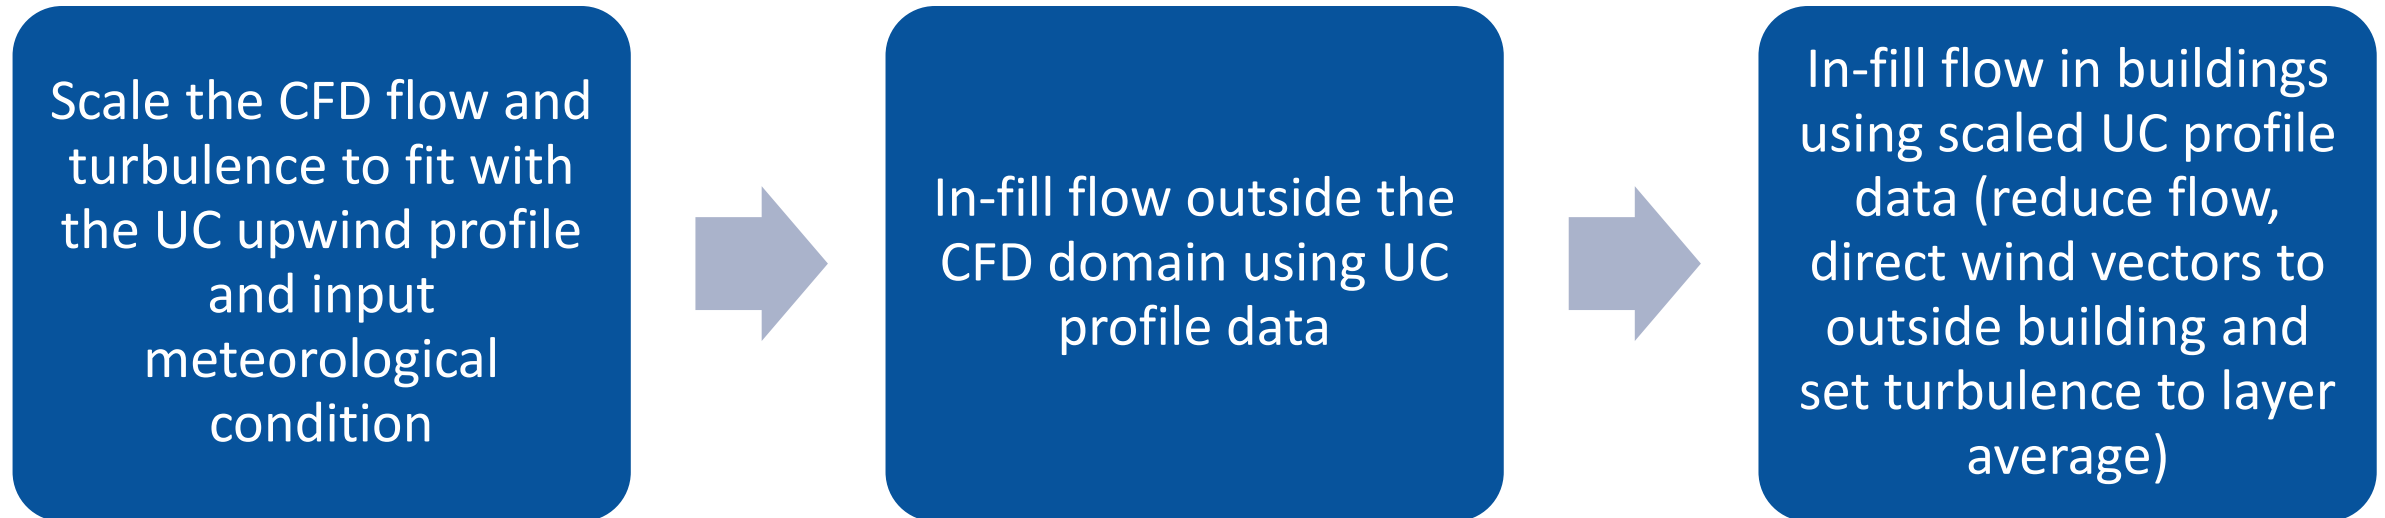 Scale the CFD flow and
turbulence to fit with
the UC upwind profile
and input
meteorological
condition
In-fill flow outside the
CFD domain using UC
profile data
In-fill flow in buildings
using scaled UC profile
data (reduce flow,
direct wind vectors to
outside building and
set turbulence to layer
average)